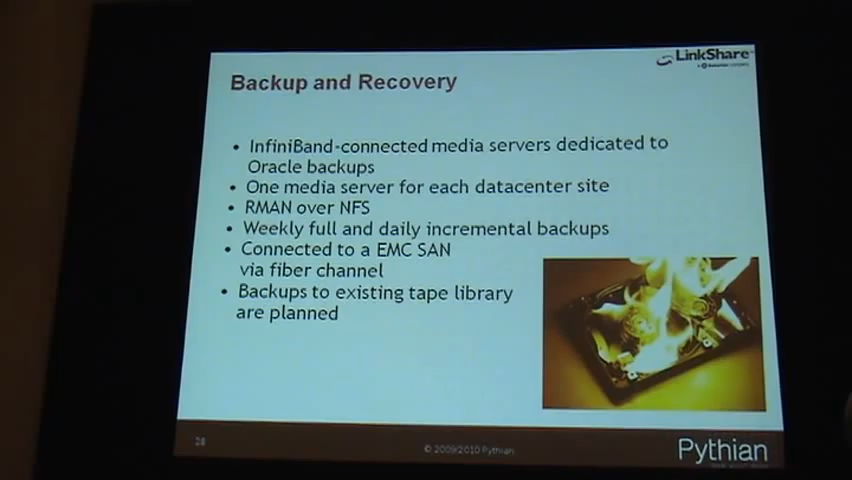 LinkShare
Backup and Recovery
• InfiniBand-connected media servers dedicated to
Oracle backups
• One media server for each datacenter site
• RMAN over NFS
• Weekly full and daily incremental backups
• Connected to a EMC SAN
via fiber channel
• Backups to existing tape library
are planned
28
© 2009/2010 Pythian
Pythian